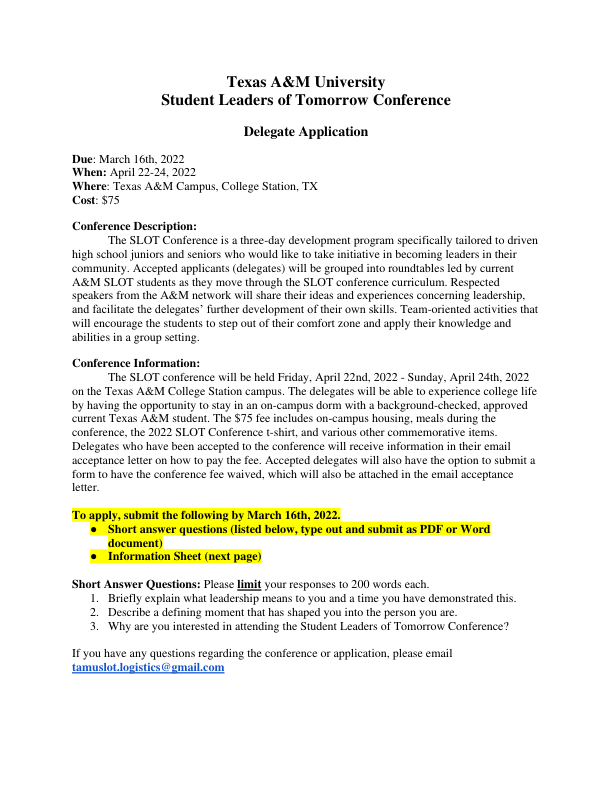 Texas A&M University
Student Leaders of Tomorrow Conference
Delegate Application
Due: March 16th, 2022
When: April 22-24, 2022
Where: Texas A&M Campus, College Station, TX
Cost: $75
Conference Description:
The SLOT Conference is a three-day development program specifically tailored to driven
high school juniors and seniors who would like to take initiative in becoming leaders in their
community. Accepted applicants (delegates) will be grouped into roundtables led by current
A&M SLOT students as they move through the SLOT conference curriculum. Respected
speakers from the A&M network will share their ideas and experiences concerning leadership,
and facilitate the delegates' further development of their own skills. Team-oriented activities that
will encourage the students to step out of their comfort zone and apply their knowledge and
abilities in a group setting.
Conference Information:
The SLOT conference will be held Friday, April 22nd, 2022 - Sunday, April 24th, 2022
on the Texas A&M College Station campus. The delegates will be able to experience college life
by having the opportunity to stay in an on-campus dorm with a background-checked, approved
current Texas A&M student. The $75 fee includes on-campus housing, meals during the
conference, the 2022 SLOT Conference t-shirt, and various other commemorative items.
Delegates who have been accepted to the conference will receive information in their email
acceptance letter on how to pay the fee. Accepted delegates will also have the option to submit a
form to have the conference fee waived, which will also be attached in the email acceptance
letter.
To apply, submit the following by March 16th, 2022.
● Short answer questions (listed below, type out and submit as PDF or Word
document)
● Information Sheet (next page)
Short Answer Questions: Please limit your responses to 200 words each.
1. Briefly explain what leadership means to you and a time you have demonstrated this.
2. Describe a defining moment that has shaped you into the person you are.
3. Why are you interested in attending the Student Leaders of Tomorrow Conference?
If you have any questions regarding the conference or application, please email
tamuslot.logistics@gmail.com